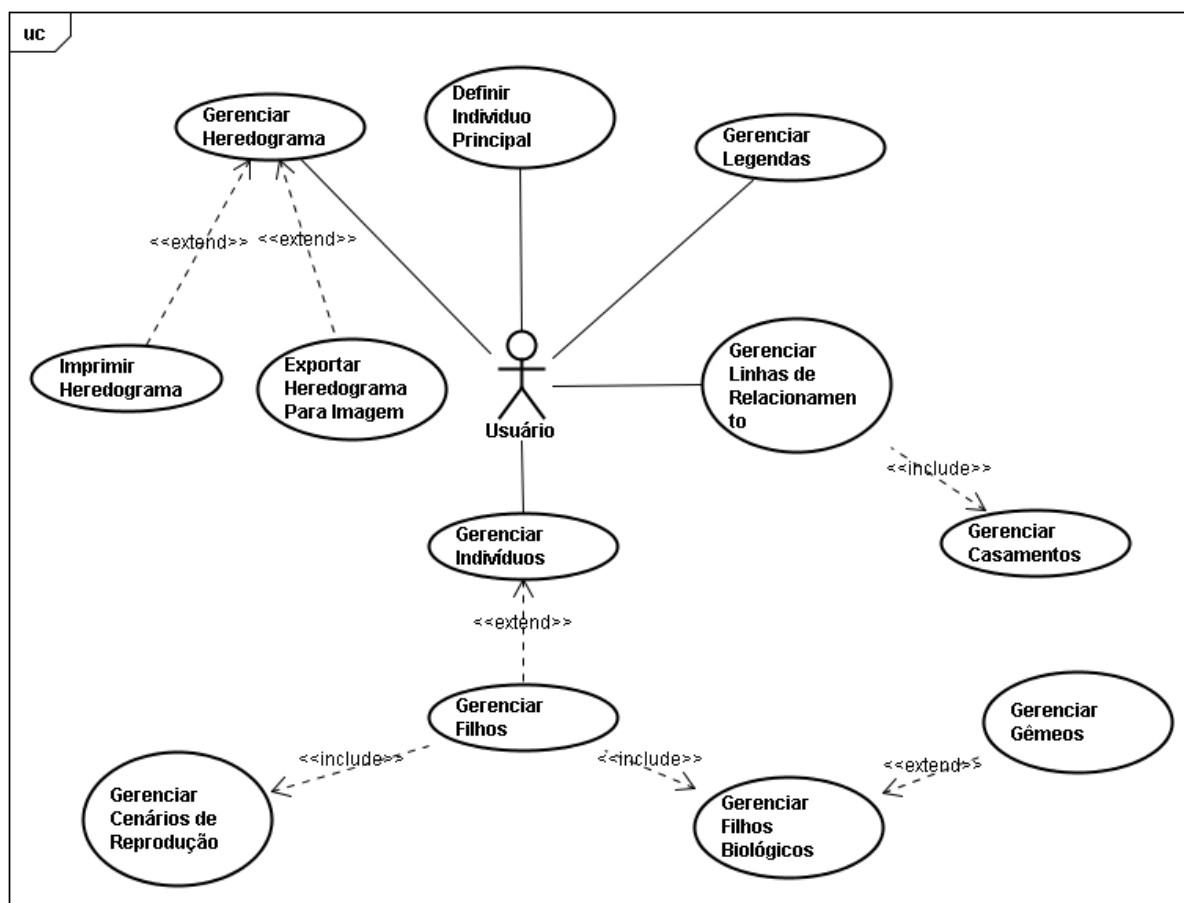 uc
Gerenciar
Heredograma
Definir
Individuo
Principal
Gerenciar
Legendas
<<extend>>
<<extend>>
Imprimir
Heredograma
Exportar
Heredograma
Para Imagem
Usuário
Gerenciar
Linhas de
Relacionamen
to
<<include>>
Gerenciar
Casamentos
Gerenciar
Indivíduos
<<extend>>
Gerenciar
Filhos
Gerenciar
Gêmeos
<<include>>
<<include>>
<<extend>>
Gerenciar
Cenários de
Reprodução
Gerenciar
Filhos
Biológicos